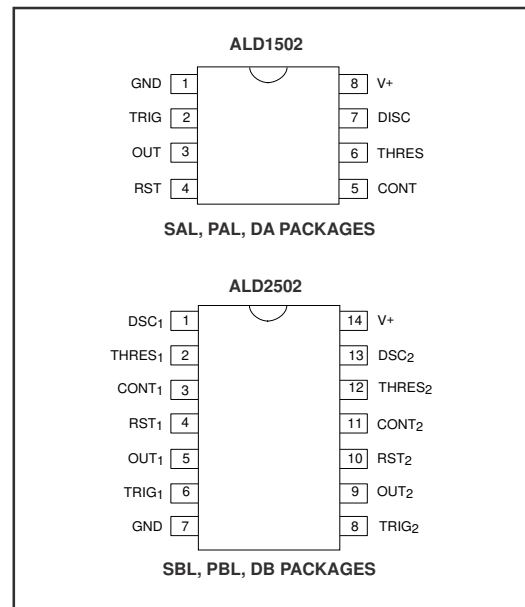 ALD1502
GND 1 8 V+
TRIG 2 7 DISC
OUT 3 6 THRES
RST 4 5 CONT
SAL, PAL, DA PACKAGES
ALD2502
DSC1 1 14 V+
THRES1 2 13 DSC2
CONT1 3 12 THRES2
RST1 4 11 CONT2
OUT1 5 10 RST2
TRIG1 6 9 OUT2
GND 7 8 TRIG2
SBL, PBL, DB PACKAGES